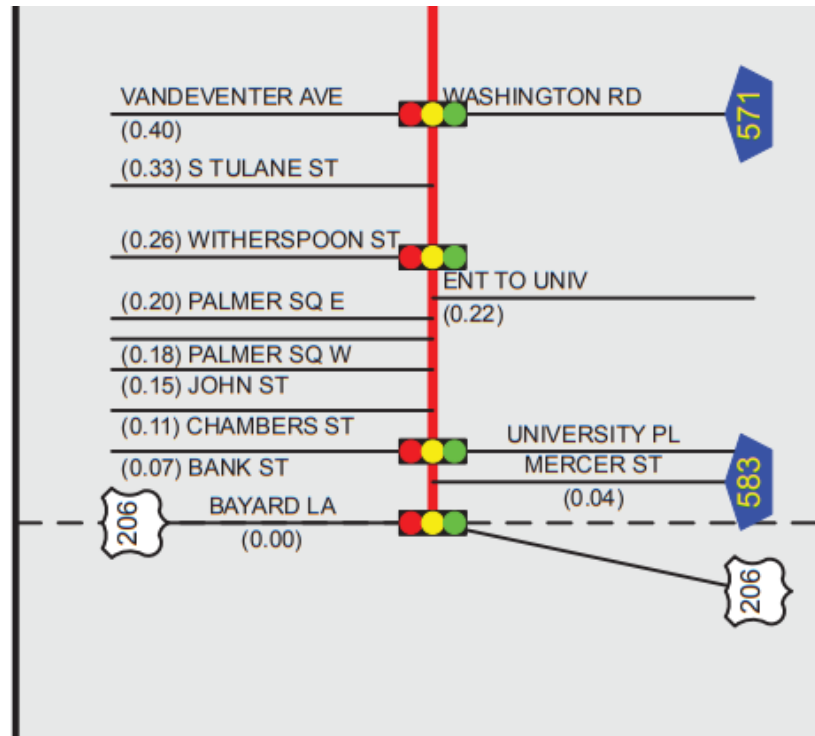 VANDEVENTER AVE
WASHINGTON RD
571
(0.40)
(0.33) S TULANE ST
(0.26) WITHERSPOON ST
ENT TO UNIV
(0.22)
(0.20) PALMER SQ E
(0.18) PALMER SQ W
(0.15) JOHN ST
(0.11) CHAMBERS ST
UNIVERSITY PL
(0.07) BANK ST
MERCER ST
583
(0.04)
206
BAYARD LA
(0.00)
206